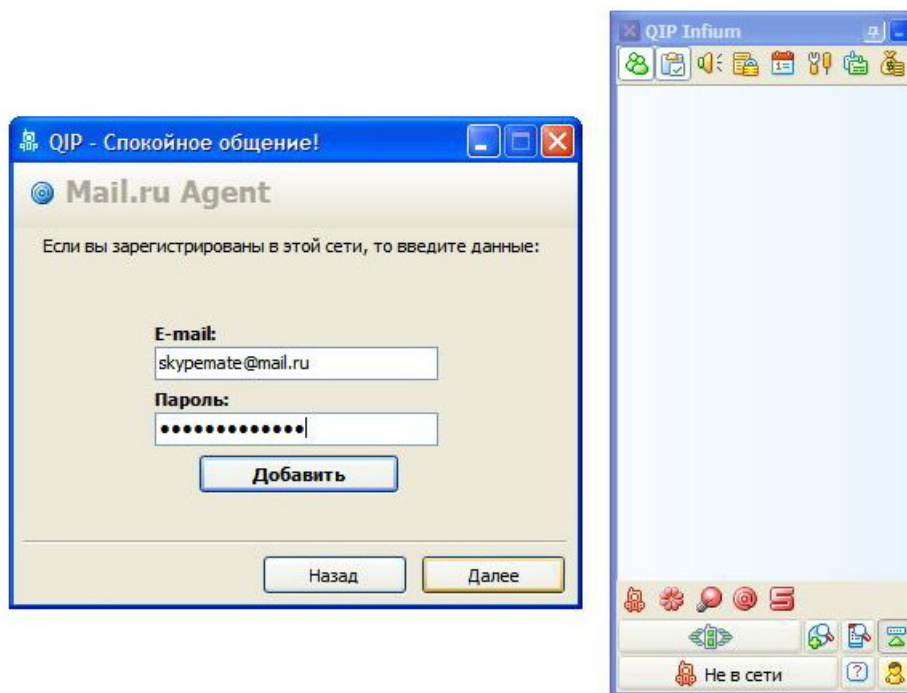 QIP - Спокойное общение!
Mail.ru Agent
Если вы зарегистрированы в этой сети, то введите данные:
E-mail:
skypemate@mail.ru
Пароль:
•••••••••••••
Добавить
Назад
Далее
QIP Infium
Не в сети